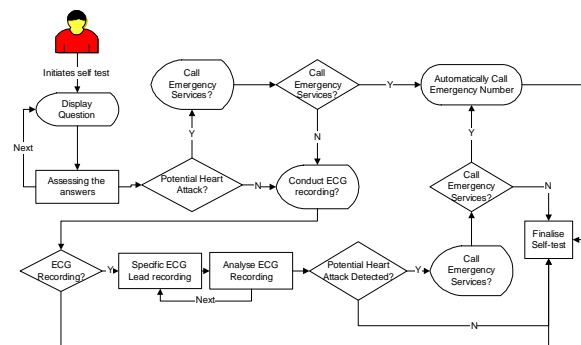 Initiates self test
Display
Question
Next
Assessing the
answers
Y
Potential Heart
Attack?
N
Call
Emergency
Services?
Call
Emergency
Services?
Y
N
Conduct ECG
recording?
Automatically Call
Emergency Number
Y
Call
Emergency
Services?
N
Finalise
Self-test
ECG
Recording?
Y
Specific ECG
Lead recording
Analyse ECG
Recording
Next
Potential Heart
Attack Detected?
Y
Call
Emergency
Services?
N